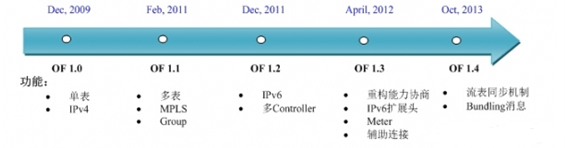 Dec, 2009
Feb, 2011
Dec, 2011
April, 2012
Oct, 2013
OF 1.0
OF 1.1
OF 1.2
OF 1.3
OF 1.4
功能：
• 单表
• IPv4
• 多表
• MPLS
• Group
• IPv6
• 多Controller
• 重构能力协商
• IPv6扩展头
• Meter
• 辅助连接
• 流表同步机制
• Bundling消息